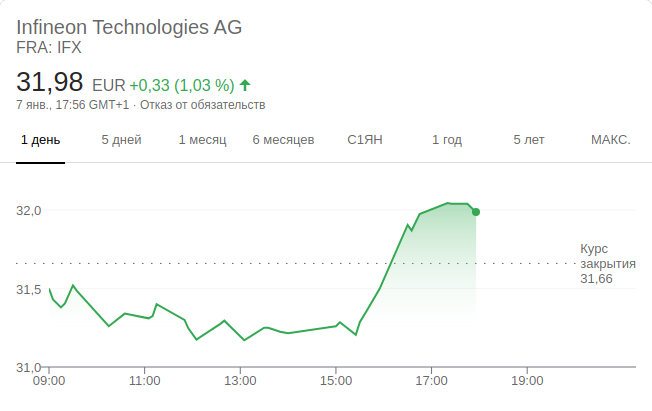 Infineon Technologies AG
FRA: IFX
31,98 EUR +0,33 (1,03 %)
7 янв., 17:56 GMT+1 · Отказ от обязательств
1 день 5 дней 1 месяц 6 месяцев С1ЯН 1 год 5 лет МАКС.
32,0
Курс
закрытия
31,66
31,5
31,0
09:00 11:00 13:00 15:00 17:00 19:00